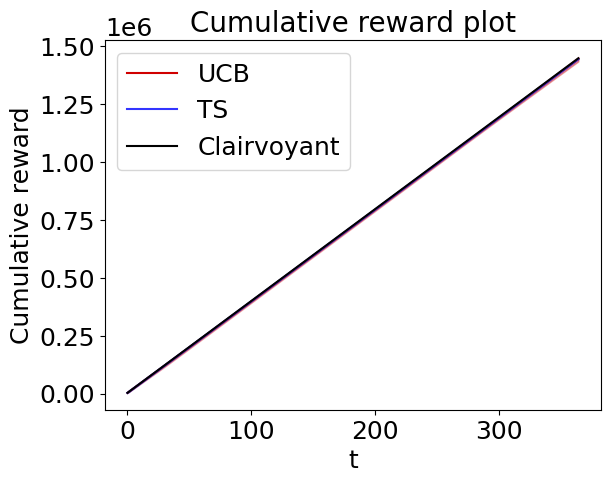 Cumulative reward plot
1e6
1.50
1.25
1.00
0.75
0.50
0.25
0.00
Cumulative reward
UCB
TS
Clairvoyant
0
100
200
300
t